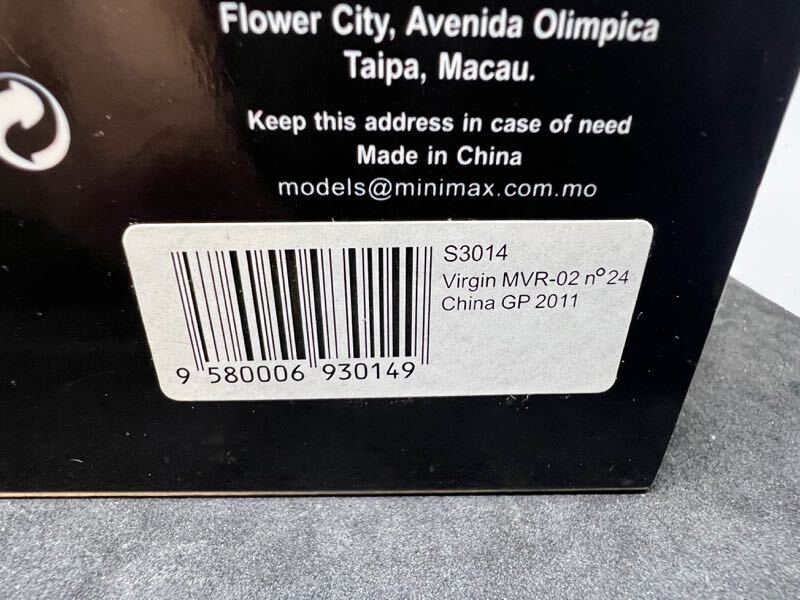 Flower City, Avenida Olimpica
Taipa, Macau.
Keep this address in case of need
Made in China
models@minimax.com.mo
S3014
Virgin MVR-02 nº24
China GP 2011
9 580006 930149